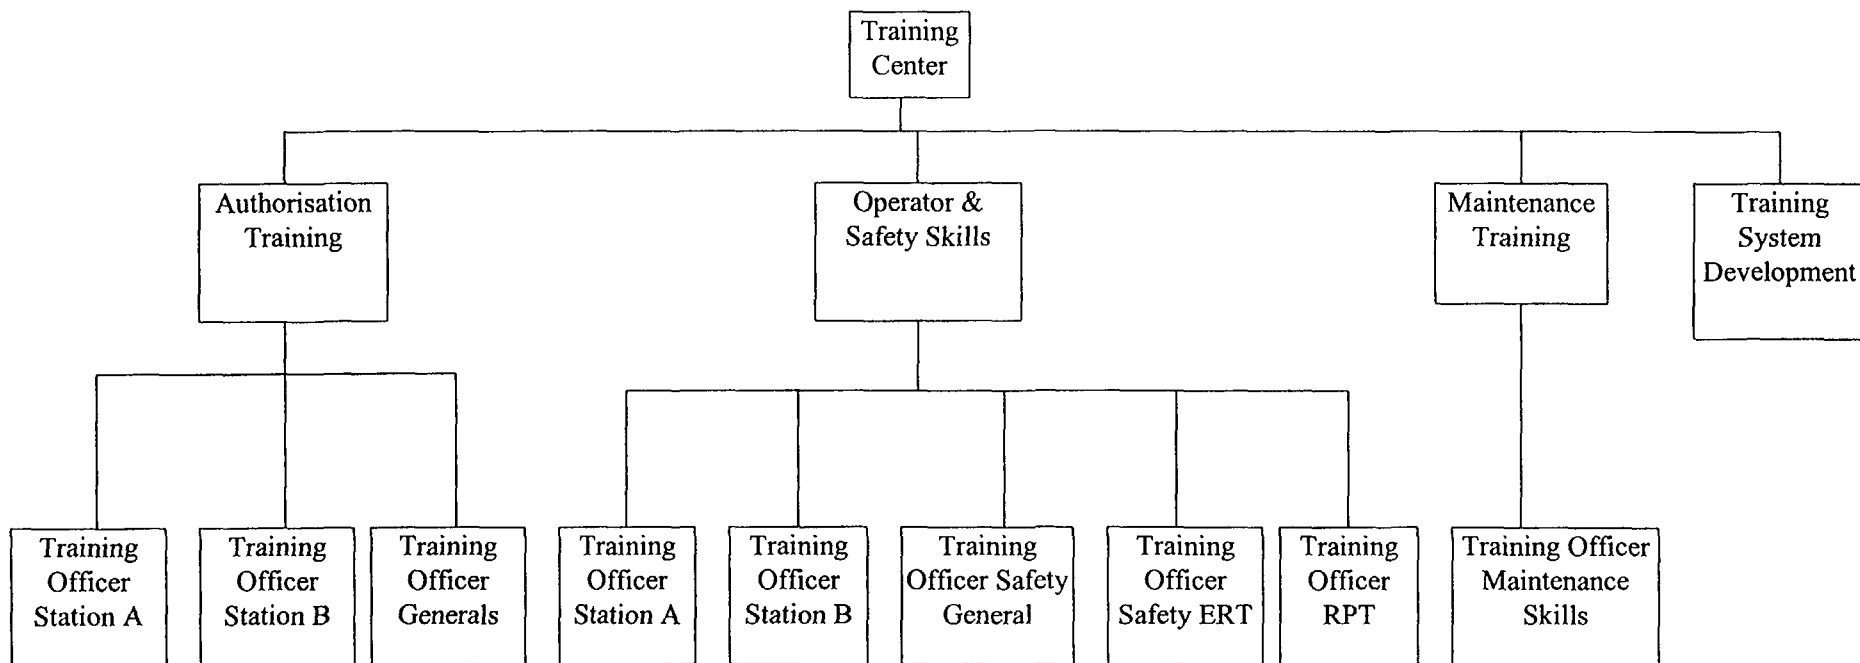 Training
Center
Authorisation
Training
Operator &
Safety Skills
Maintenance
Training
Training
System
Development
Training
Officer
Station A
Training
Officer
Station B
Training
Officer
Generals
Training
Officer
Station A
Training
Officer
Station B
Training
Officer Safety
General
Training
Officer
Safety ERT
Training
Officer
RPT
Training Officer
Maintenance
Skills